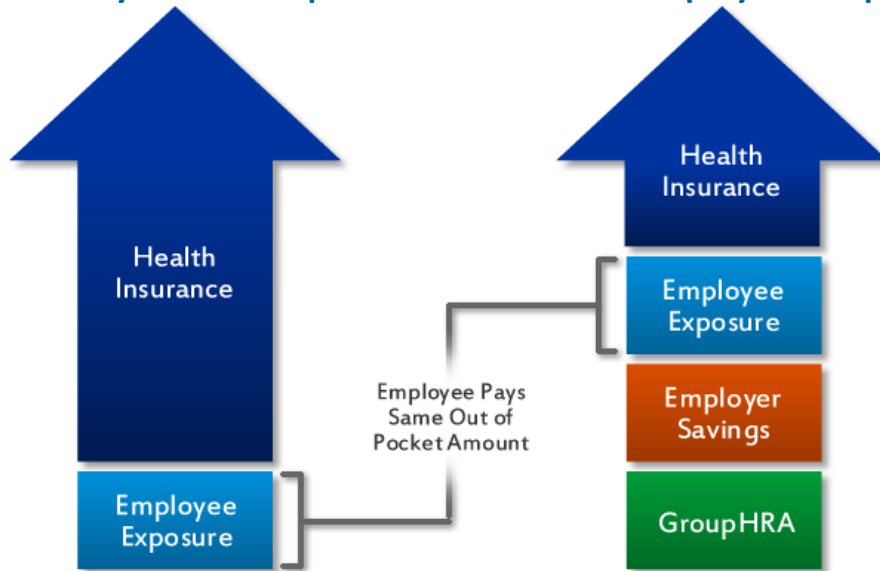 Health
Insurance
Employee
Exposure
Employee Pays
Same Out of
Pocket Amount
Health
Insurance
Employee
Exposure
Employer
Savings
GroupHRA